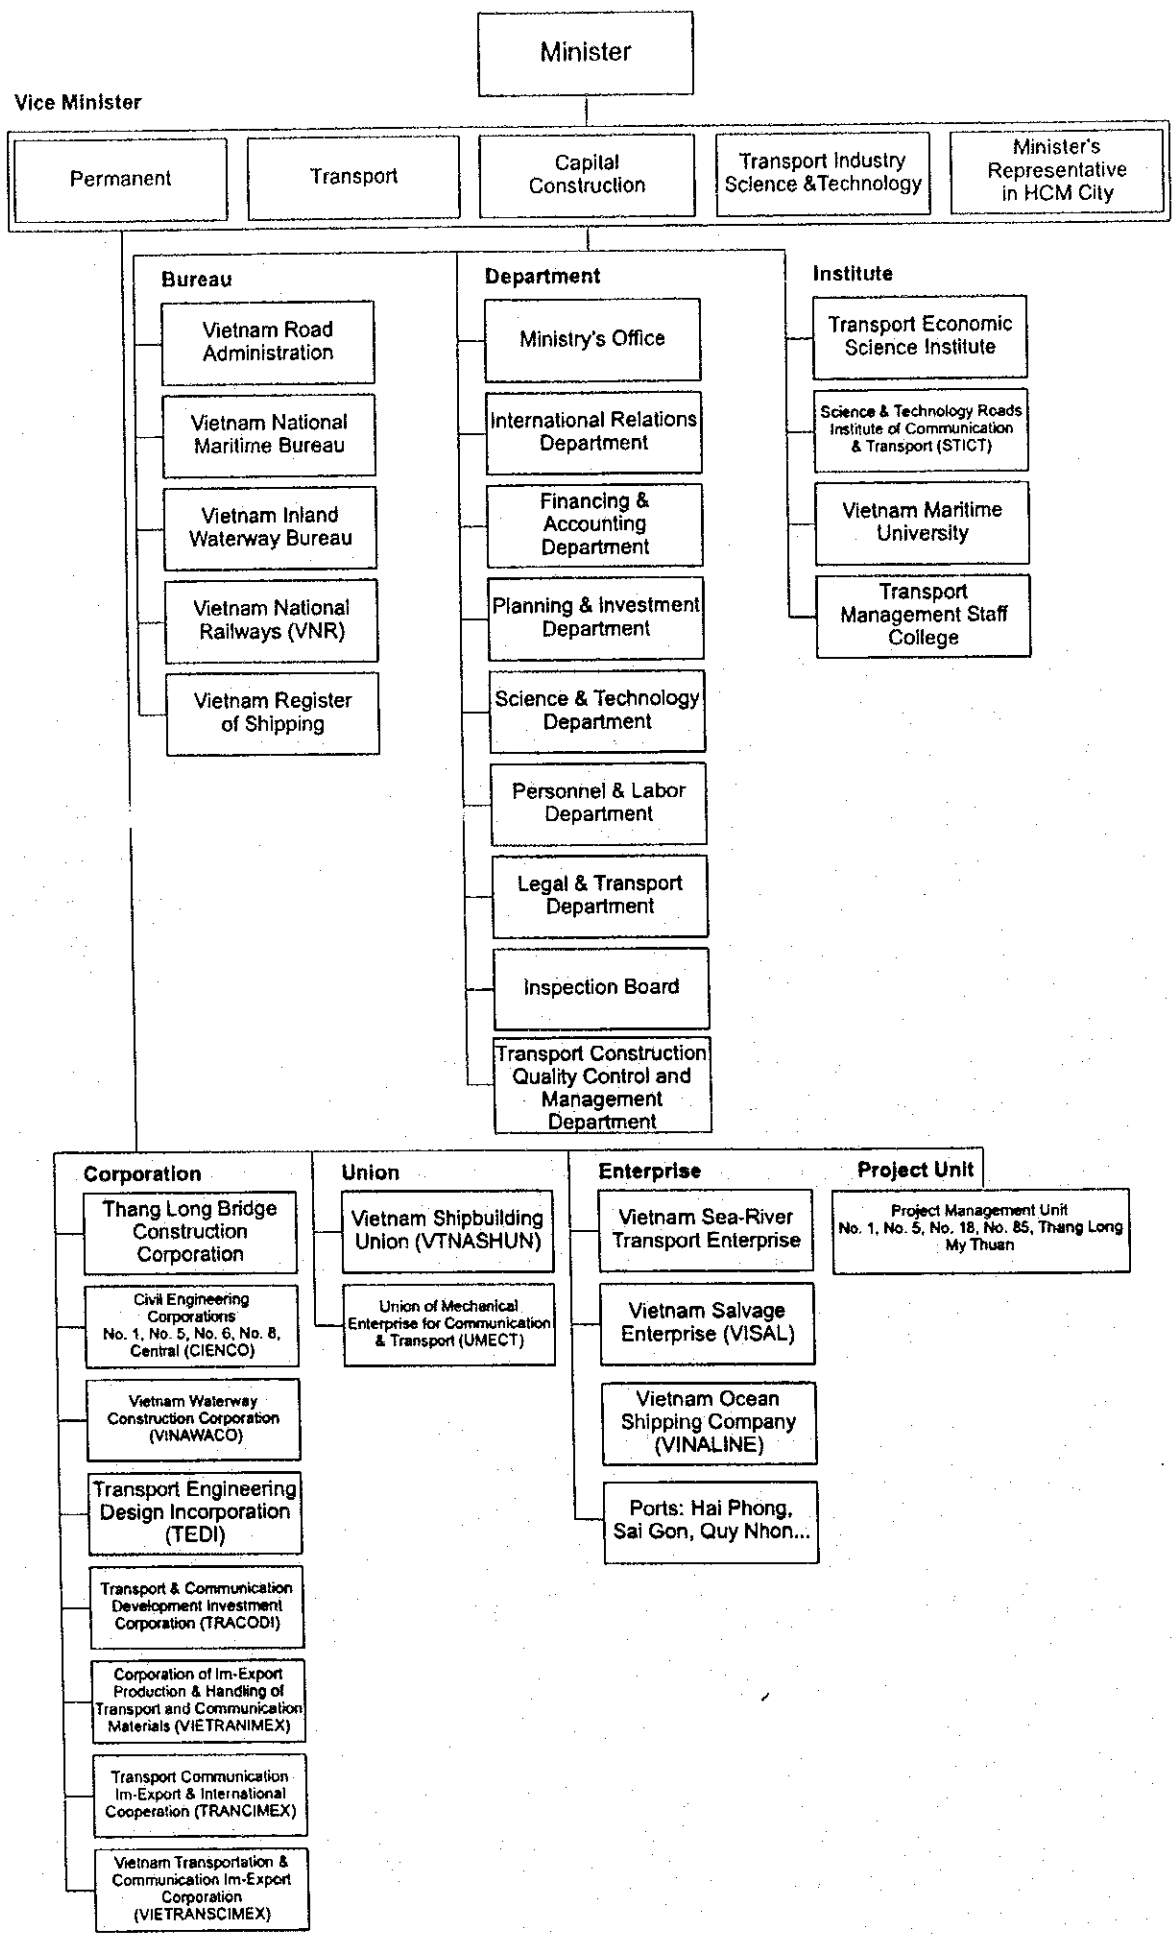 Minister
Vice Minister
Permanent
Transport
Capital
Construction
Transport Industry
Science &Technology
Minister's
Representative
in HCM City
Bureau
Vietnam Road
Administration
Vietnam National
Maritime Bureau
Vietnam Inland
Waterway Bureau
Vietnam National
Railways (VNR)
Vietnam Register
of Shipping
Department
Ministry's Office
International Relations
Department
Financing &
Accounting
Department
Planning & Investment
Department
Science & Technology
Department
Personnel & Labor
Department
Legal & Transport
Department
Inspection Board
Transport Construction
Quality Control and
Management
Department
Institute
Transport Economic
Science Institute
Science & Technology Roads
Institute of Communication
& Transport (STICT)
Vietnam Maritime
University
Transport
Management Staff
College
Corporation
Thang Long Bridge
Construction
Corporation
Civil Engineering
Corporations
No. 1, No. 5, No. 6, No. 8,
Central (CIENCO)
Vietnam Waterway
Construction Corporation
(VINAWACO)
Transport Engineering
Design Incorporation
(TEDI)
Transport & Communication
Development Investment
Corporation (TRACODI)
Corporation of Im-Export
Production & Handling of
Transport and Communication
Materials (VIETRANIMEX)
Transport Communication
Im-Export & International
Cooperation (TRANCIMEX)
Vietnam Transportation &
Communication Im-Export
Corporation
(VIETRANSCIMEX)
Union
Vietnam Shipbuilding
Union (VTNASHUN)
Union of Mechanical
Enterprise for Communication
& Transport (UMECT)
Enterprise
Vietnam Sea-River
Transport Enterprise
Vietnam Salvage
Enterprise (VISAL)
Vietnam Ocean
Shipping Company
(VINALINE)
Ports: Hai Phong,
Sai Gon, Quy Nhon...
Project Unit
Project Management Unit
No. 1, No. 5, No. 18, No. 85, Thang Long
My Thuan